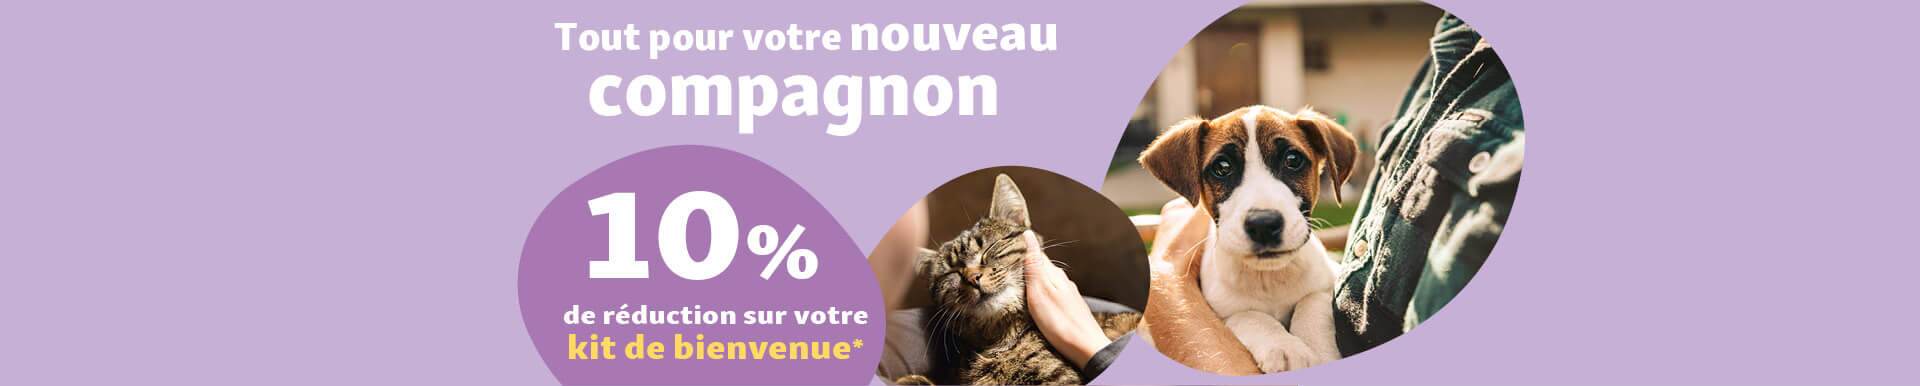 Tout pour votre nouveau
compagnon
10%
de réduction sur votre
kit de bienvenue*